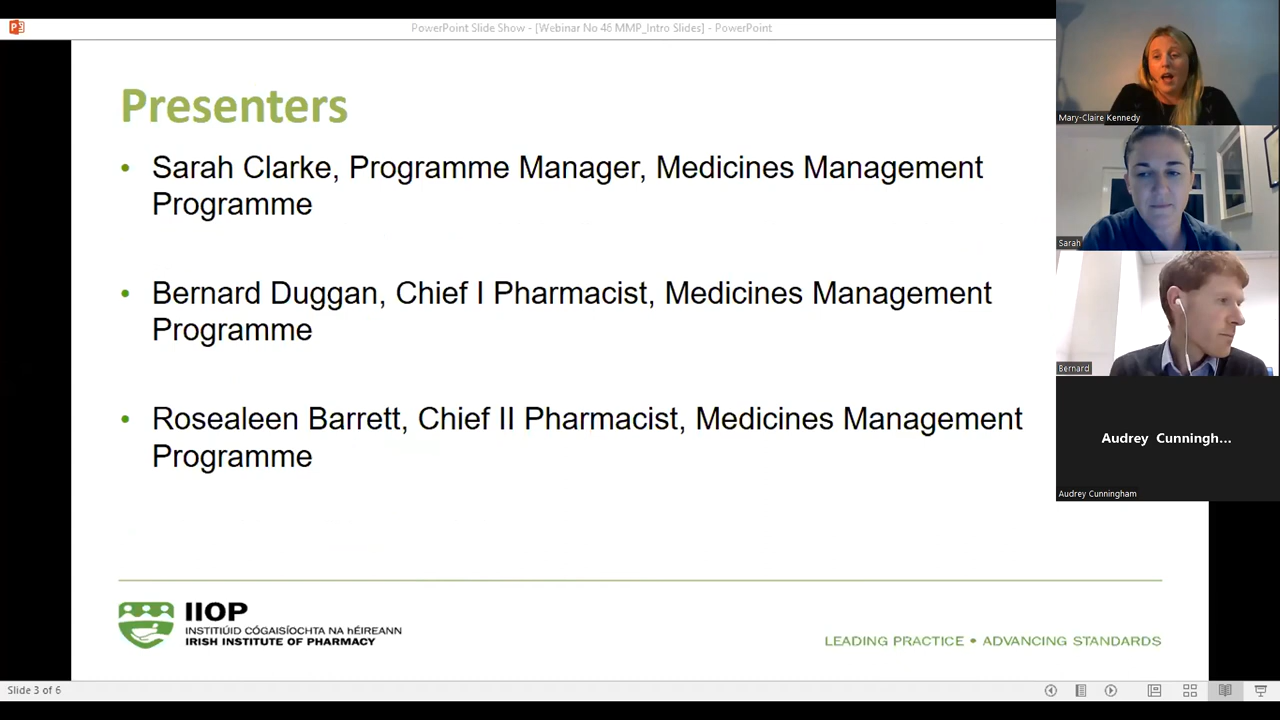 PowerPoint Slide Show - [Webinar No 46 MMP_Intro Slides] - PowerPoint
Presenters
• Sarah Clarke, Programme Manager, Medicines Management
Programme
• Bernard Duggan, Chief I Pharmacist, Medicines Management
Programme
• Rosealeen Barrett, Chief II Pharmacist, Medicines Management
Programme
IIOP
INSTITIÚID CÓGAISÍOCHTA NA hÉIREANN
IRISH INSTITUTE OF PHARMACY
LEADING PRACTICE • ADVANCING STANDARDS
Slide 3 of 6
Mary-Claire Kennedy
Sarah
Bernard
Audrey Cunningh...
Audrey Cunningham